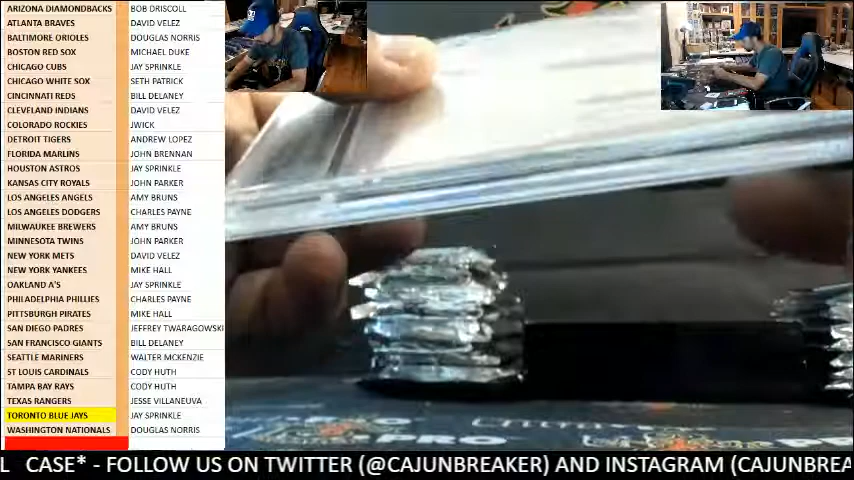 ARIZONA DIAMONDBACKS BOB DRISCOLL
ATLANTA BRAVES DAVID VELEZ
BALTIMORE ORIOLES DOUGLAS NORRIS
BOSTON RED SOX MICHAEL DUKE
CHICAGO CUBS JAY SPRINKLE
CHICAGO WHITE SOX SETH PATRICK
CINCINNATI REDS BILL DELANEY
CLEVELAND INDIANS DAVID VELEZ
COLORADO ROCKIES JWICK
DETROIT TIGERS ANDREW LOPEZ
FLORIDA MARLINS JOHN BRENNAN
HOUSTON ASTROS JAY SPRINKLE
KANSAS CITY ROYALS JOHN PARKER
LOS ANGELES ANGELS AMY BRUNS
LOS ANGELES DODGERS CHARLES PAYNE
MILWAUKEE BREWERS AMY BRUNS
MINNESOTA TWINS JOHN PARKER
NEW YORK METS DAVID VELEZ
NEW YORK YANKEES MIKE HALL
OAKLAND A'S JAY SPRINKLE
PHILADELPHIA PHILLIES CHARLES PAYNE
PITTSBURGH PIRATES MIKE HALL
SAN DIEGO PADRES JEFFREY TWARAGOWSKI
SAN FRANCISCO GIANTS BILL DELANEY
SEATTLE MARINERS WALTER MCKENZIE
ST LOUIS CARDINALS CODY HUTH
TAMPA BAY RAYS CODY HUTH
TEXAS RANGERS JESSE VILLANEUVA
TORONTO BLUE JAYS JAY SPRINKLE
WASHINGTON NATIONALS DOUGLAS NORRIS
PRO
L CASE* - FOLLOW US ON TWITTER (@CAJUNBREAKER) AND INSTAGRAM (CAJUNBREA